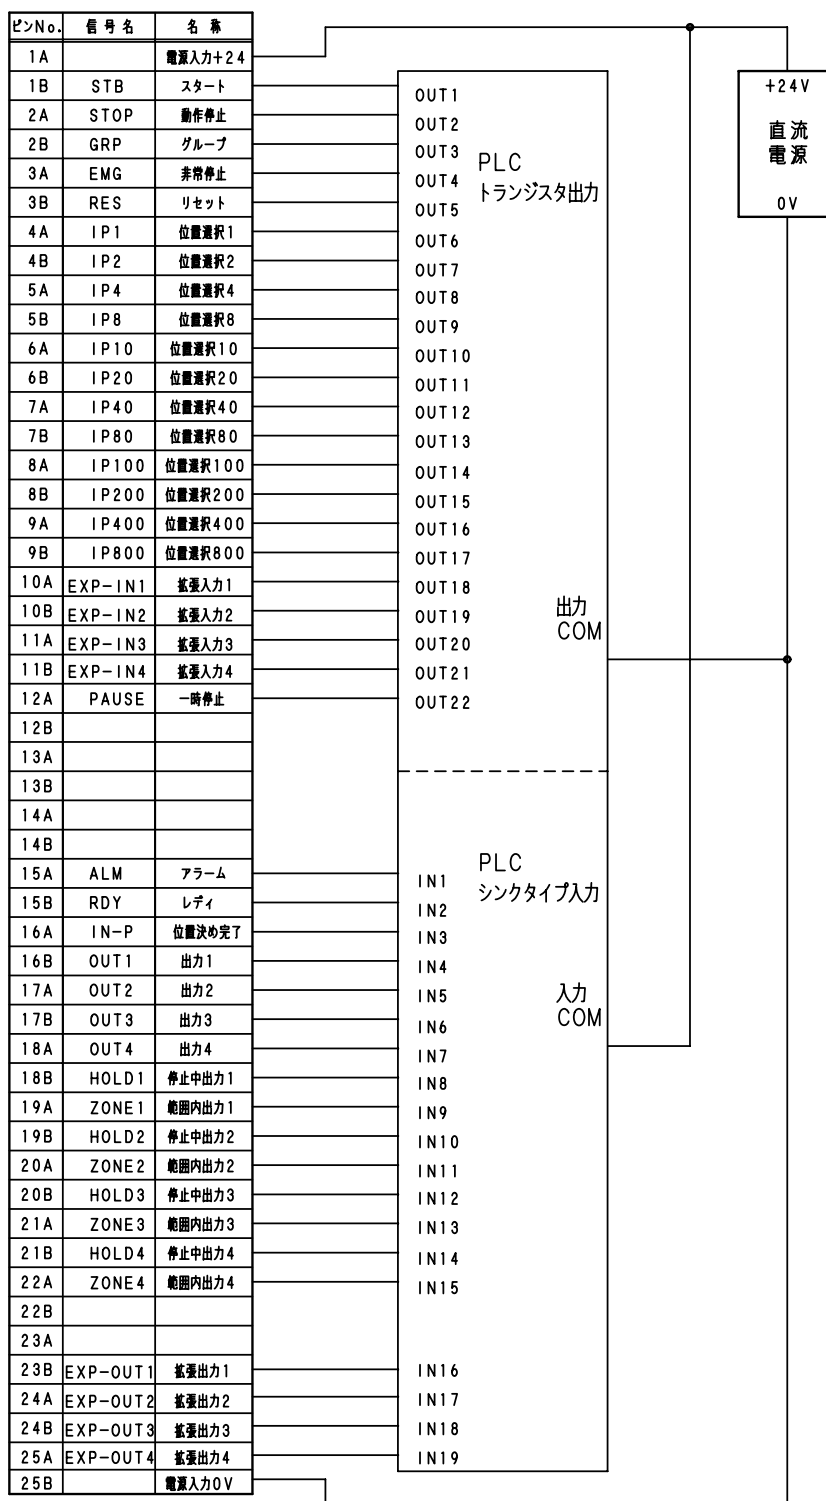 ピンNo. 信号名 名称
1A 電源入力+24
1B STB スタート
2A STOP 動作停止
2B GRP グループ
3A EMG 非常停止
3B RES リセット
4A IP1 位置選択1
4B IP2 位置選択2
5A IP4 位置選択4
5B IP8 位置選択8
6A IP10 位置選択10
6B IP20 位置選択20
7A IP40 位置選択40
7B IP80 位置選択80
8A IP100 位置選択100
8B IP200 位置選択200
9A IP400 位置選択400
9B IP800 位置選択800
10A EXP-IN1 拡張入力1
10B EXP-IN2 拡張入力2
11A EXP-IN3 拡張入力3
11B EXP-IN4 拡張入力4
12A PAUSE 一時停止
12B
13A
13B
14A
14B
15A ALM アラーム
15B RDY レディ
16A IN-P 位置決め完了
16B OUT1 出力1
17A OUT2 出力2
17B OUT3 出力3
18A OUT4 出力4
18B HOLD1 停止中出力1
19A ZONE1 範囲内出力1
19B HOLD2 停止中出力2
20A ZONE2 範囲内出力2
20B HOLD3 停止中出力3
21A ZONE3 範囲内出力3
21B HOLD4 停止中出力4
22A ZONE4 範囲内出力4
22B
23A
23B EXP-OUT1 拡張出力1
24A EXP-OUT2 拡張出力2
24B EXP-OUT3 拡張出力3
25A EXP-OUT4 拡張出力4
25B 電源入力0V
OUT1
OUT2
OUT3
OUT4
OUT5
OUT6
OUT7
OUT8
OUT9
OUT10
OUT11
OUT12
OUT13
OUT14
OUT15
OUT16
OUT17
OUT18
OUT19
OUT20
OUT21
OUT22
PLC
トランジスタ出力
出力
COM
IN1
IN2
IN3
IN4
IN5
IN6
IN7
IN8
IN9
IN10
IN11
IN12
IN13
IN14
IN15
IN16
IN17
IN18
IN19
PLC
シンクタイプ入力
入力
COM
+24V
直流
電源
0V